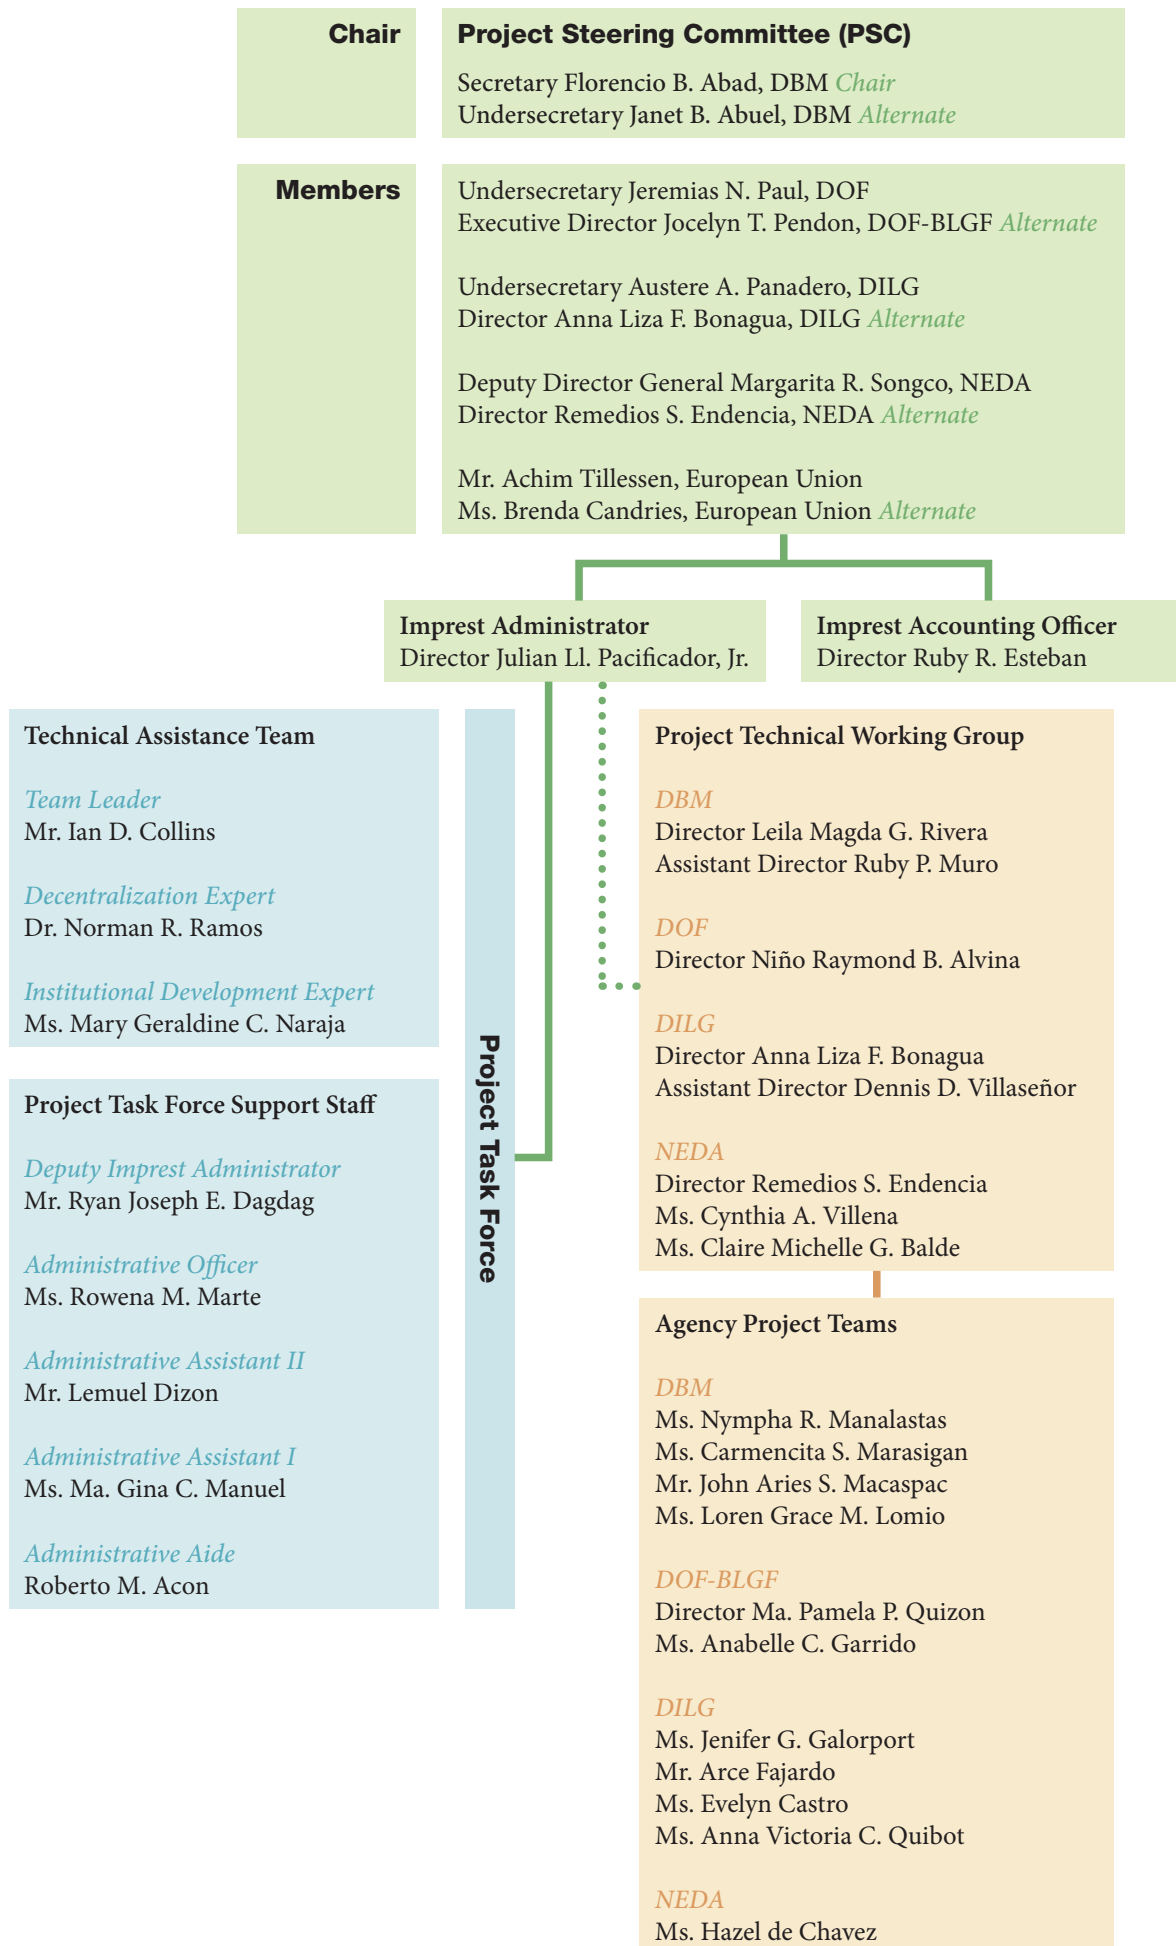 Chair
Project Steering Committee (PSC)
Secretary Florencio B. Abad, DBM Chair
Undersecretary Janet B. Abuel, DBM Alternate
Members
Undersecretary Jeremias N. Paul, DOF
Executive Director Jocelyn T. Pendon, DOF-BLGF Alternate
Undersecretary Austere A. Panadero, DILG
Director Anna Liza F. Bonagua, DILG Alternate
Deputy Director General Margarita R. Songco, NEDA
Director Remedios S. Endencia, NEDA Alternate
Mr. Achim Tillessen, European Union
Ms. Brenda Candries, European Union Alternate
Imprest Administrator
Director Julian Ll. Pacificador, Jr.
Imprest Accounting Officer
Director Ruby R. Esteban
Technical Assistance Team
Team Leader
Mr. Ian D. Collins
Decentralization Expert
Dr. Norman R. Ramos
Institutional Development Expert
Ms. Mary Geraldine C. Naraja
Project Task Force Support Staff
Deputy Imprest Administrator
Mr. Ryan Joseph E. Dagdag
Administrative Officer
Ms. Rowena M. Marte
Administrative Assistant II
Mr. Lemuel Dizon
Administrative Assistant I
Ms. Ma. Gina C. Manuel
Administrative Aide
Roberto M. Acon
Project Task Force
Project Technical Working Group
DBM
Director Leila Magda G. Rivera
Assistant Director Ruby P. Muro
DOF
Director Niño Raymond B. Alvina
DILG
Director Anna Liza F. Bonagua
Assistant Director Dennis D. Villaseñor
NEDA
Director Remedios S. Endencia
Ms. Cynthia A. Villena
Ms. Claire Michelle G. Balde
Agency Project Teams
DBM
Ms. Nympha R. Manalastas
Ms. Carmencita S. Marasigan
Mr. John Aries S. Macaspac
Ms. Loren Grace M. Lomio
DOF-BLGF
Director Ma. Pamela P. Quizon
Ms. Anabelle C. Garrido
DILG
Ms. Jenifer G. Galorport
Mr. Arce Fajardo
Ms. Evelyn Castro
Ms. Anna Victoria C. Quibot
NEDA
Ms. Hazel de Chavez